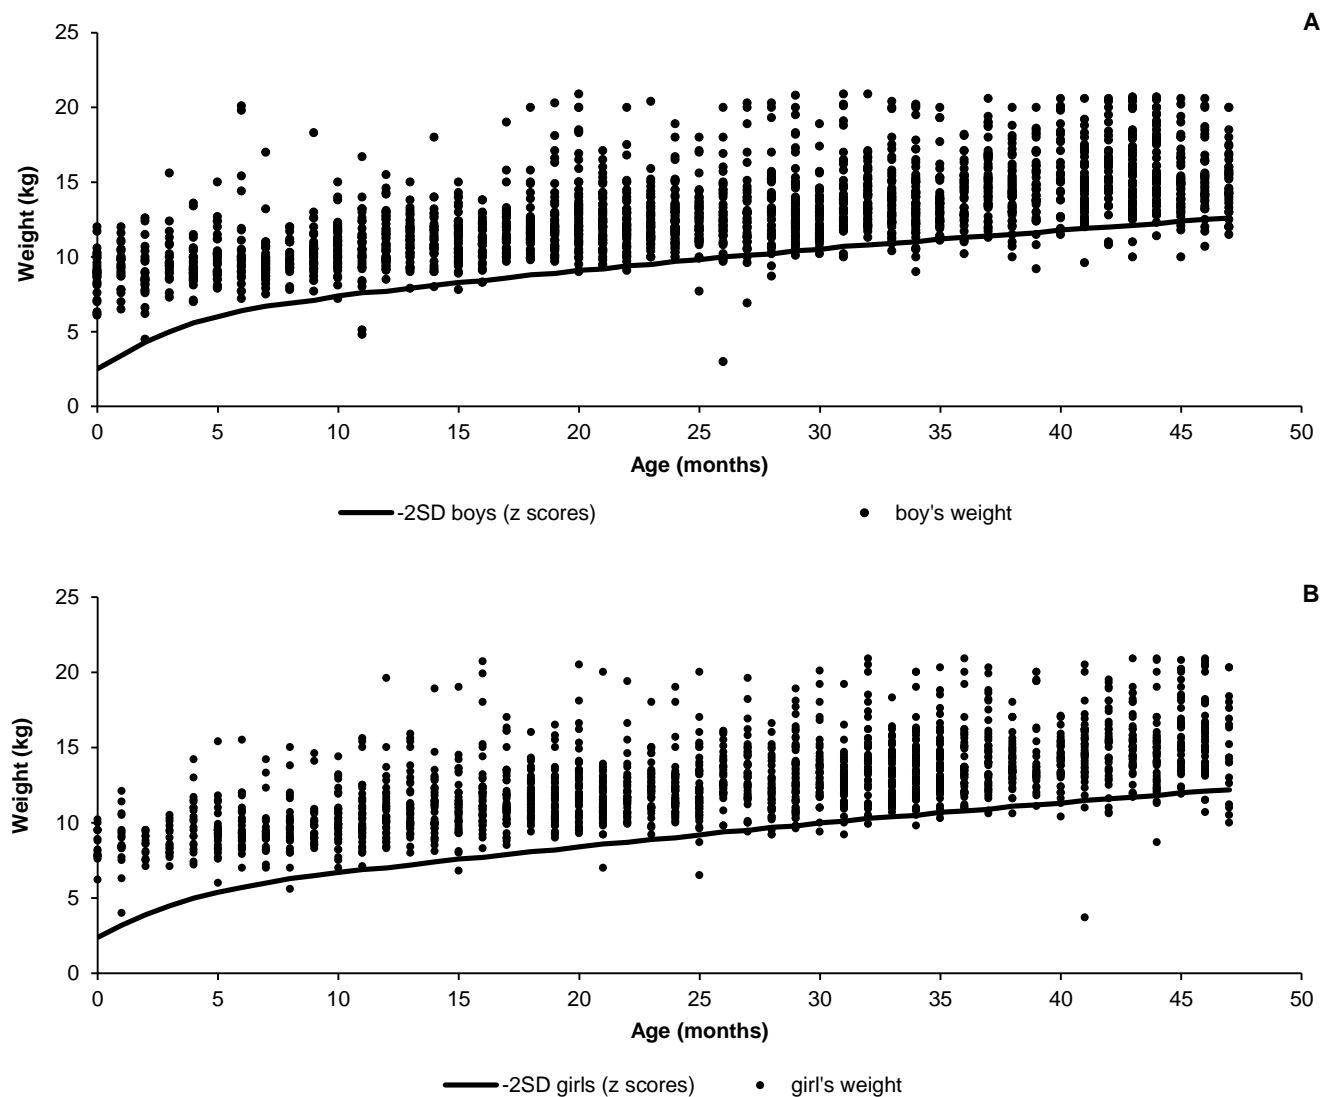 A
25
20
15
10
5
0
Weight (kg)
0 5 10 15 20 25 30 35 40 45 50
Age (months)
-2SD boys (z scores) boy's weight
B
25
20
15
10
5
0
Weight (kg)
0 5 10 15 20 25 30 35 40 45 50
Age (months)
-2SD girls (z scores) girl's weight